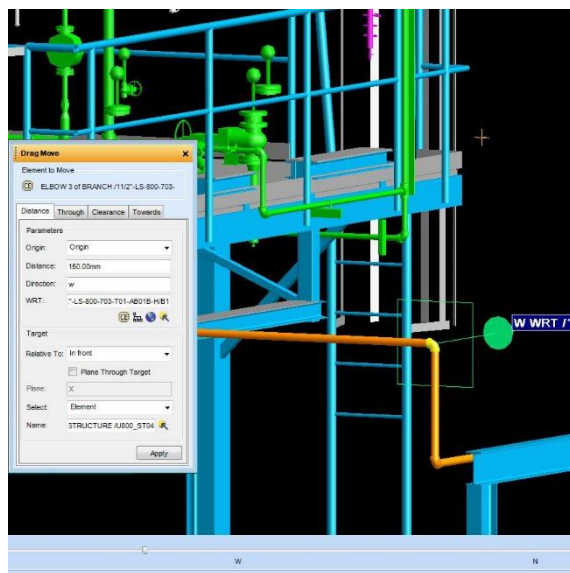 Drag Move
Element to Move
CE ELBOW 3 of BRANCH /11/2"-LS-800-703-
Distance Through Clearance Towards
Parameters
Origin: Origin
Distance: 150.00mm
Direction: w
WRT: "-LS-800-703-T01-AB01B-H/B1
CE
Target
Relative To: In front
Plane Through Target
Plane: X
Select: Element
Name: STRUCTURE /U800_ST04
Apply
W WRT /
W N